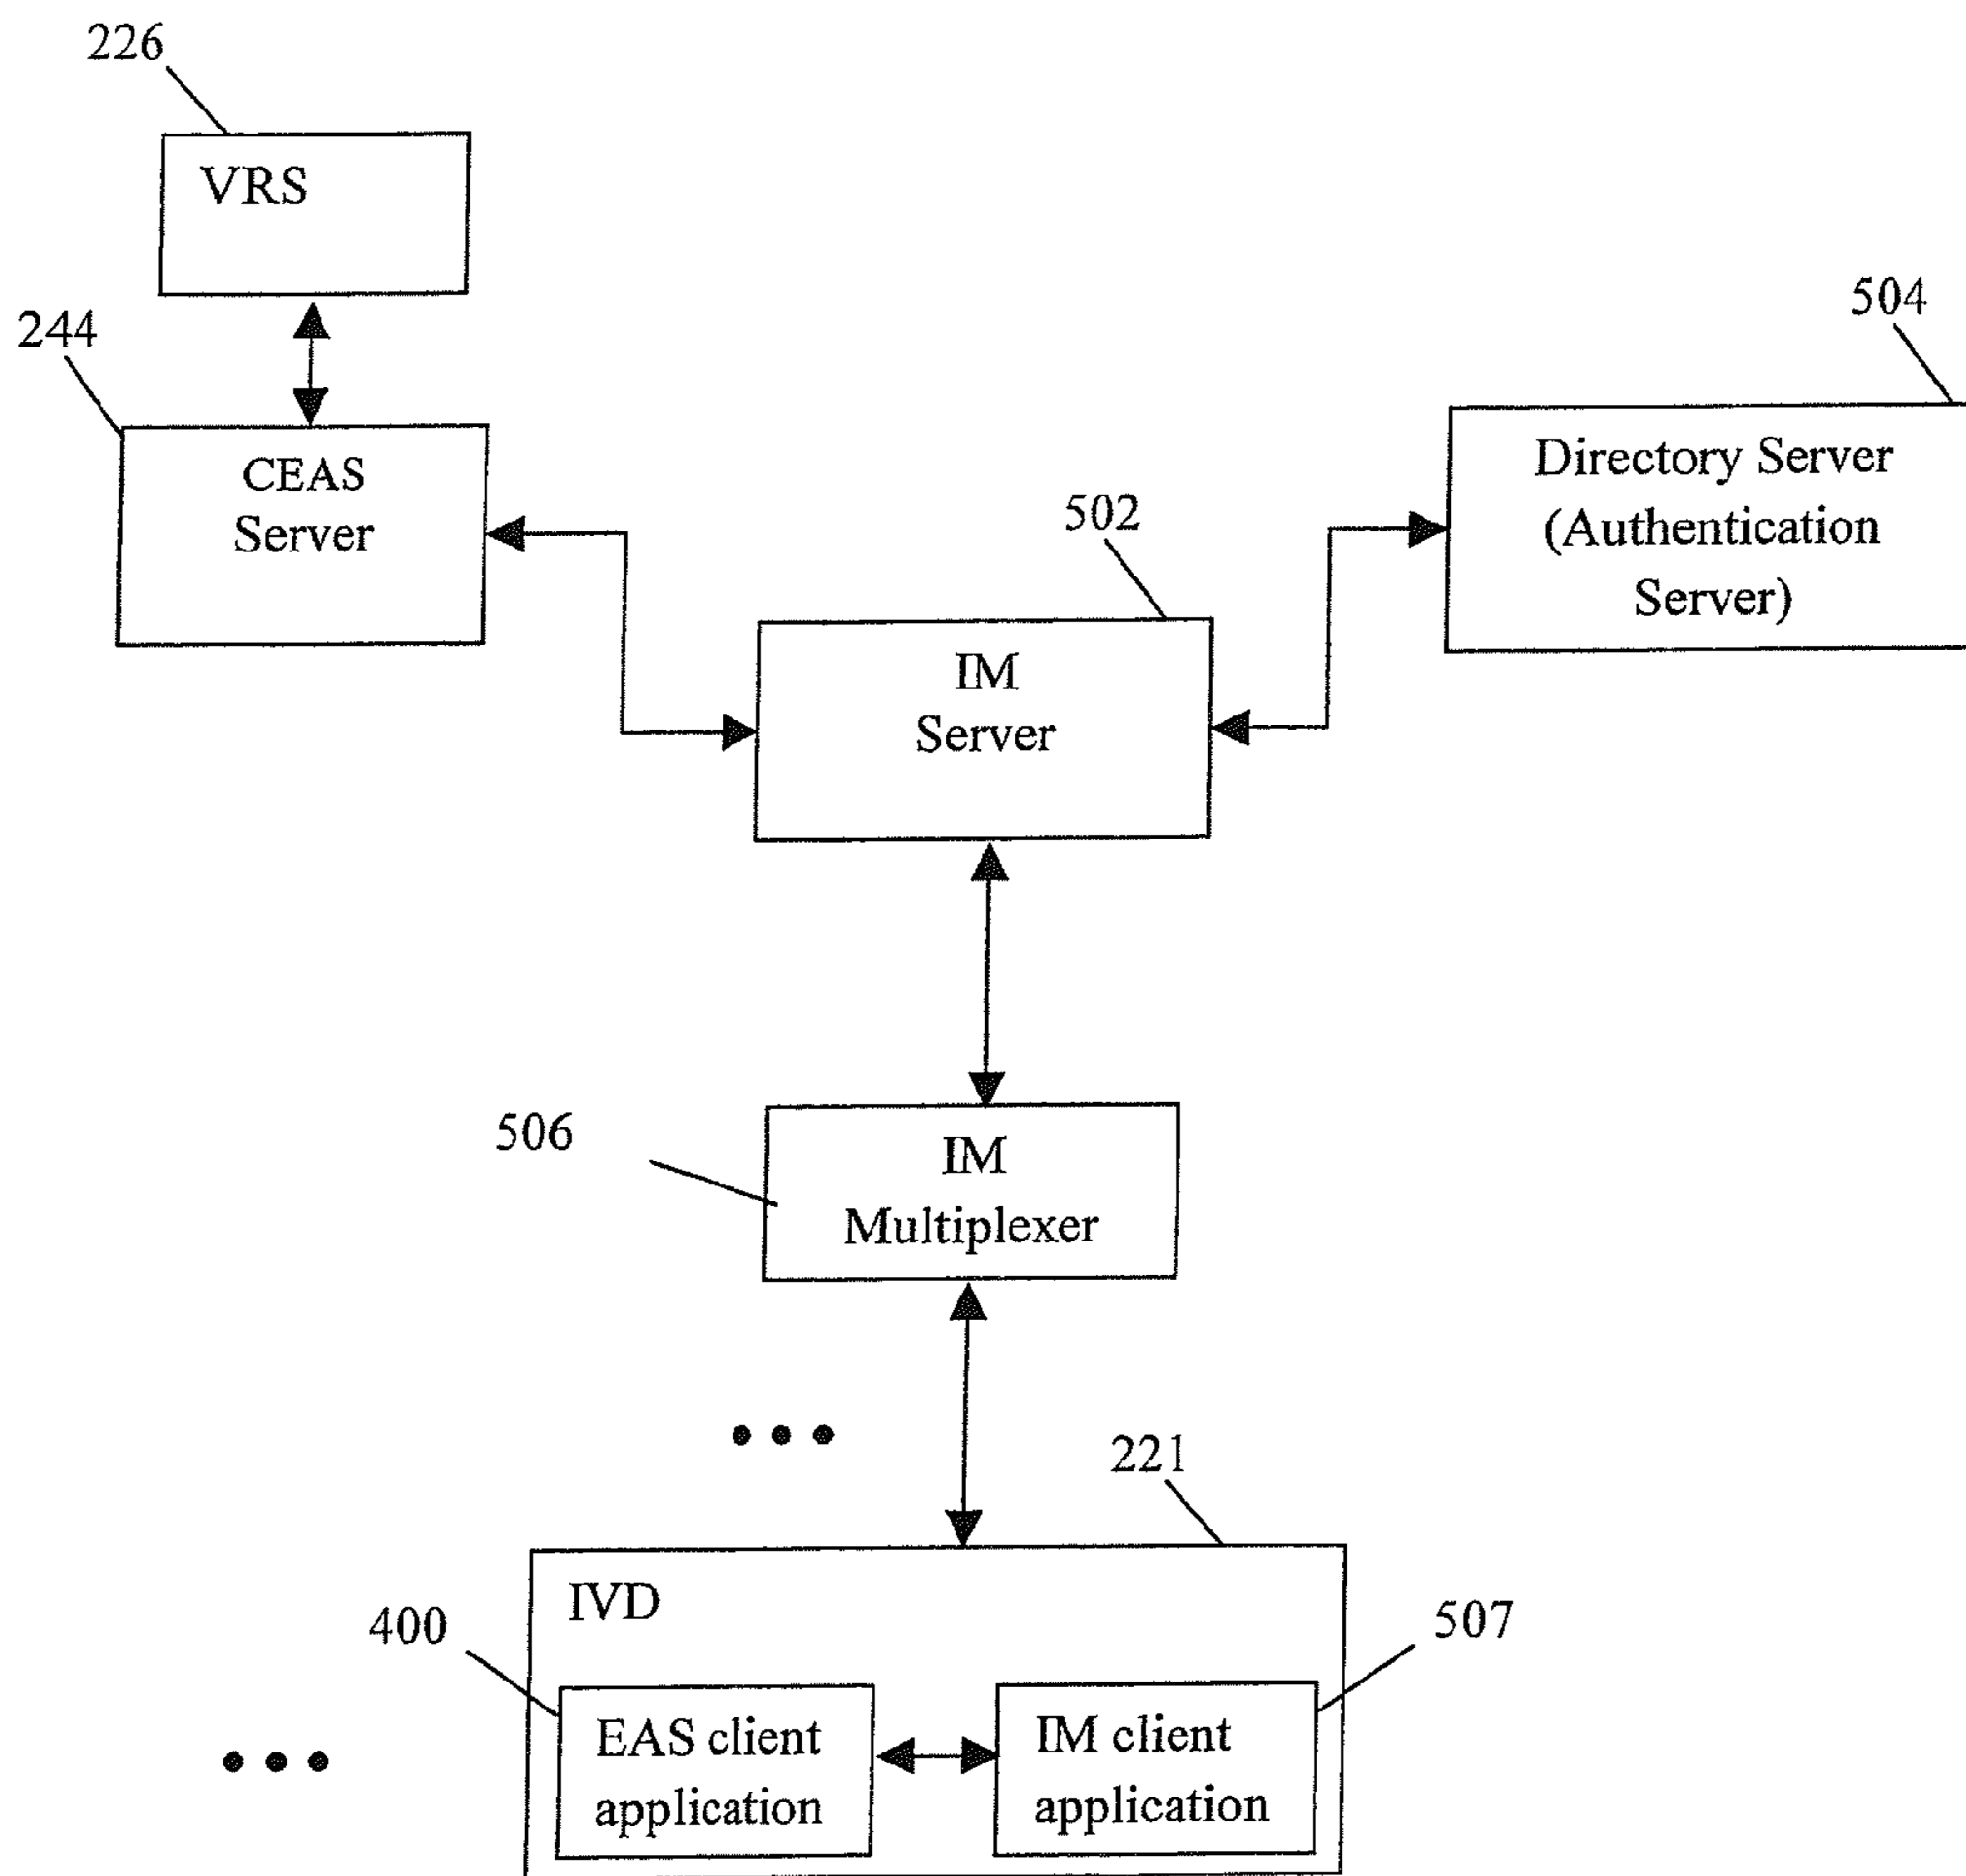 226
VRS
244
504
CEAS
Server
Directory Server
(Authentication
Server)
502
IM
Server
506
IM
Multiplexer
221
IVD
400
507
EAS client
application
IM client
application